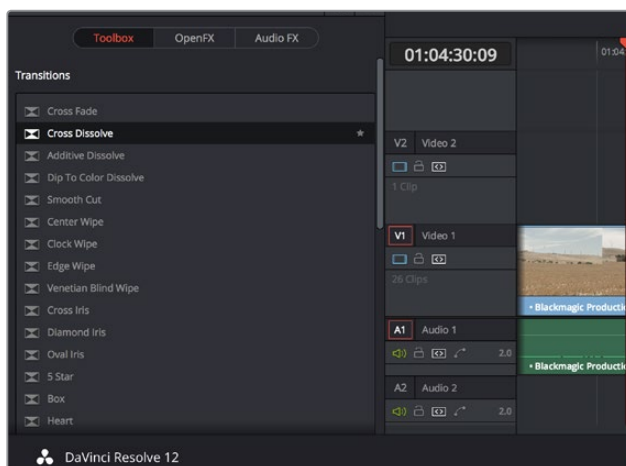 Toolbox OpenFX Audio FX
Transitions
Cross Fade
Cross Dissolve
Additive Dissolve
Dip To Color Dissolve
Smooth Cut
Center Wipe
Clock Wipe
Edge Wipe
Venetian Blind Wipe
Cross Iris
Diamond Iris
Oval Iris
5 Star
Box
Heart
01:04:30:09
01:04
V2 Video 2
1 Clip
V1 Video 1
26 Clips
• Blackmagic Producti
A1 Audio 1
2.0
• Blackmagic Producti
A2 Audio 2
2.0
DaVinci Resolve 12